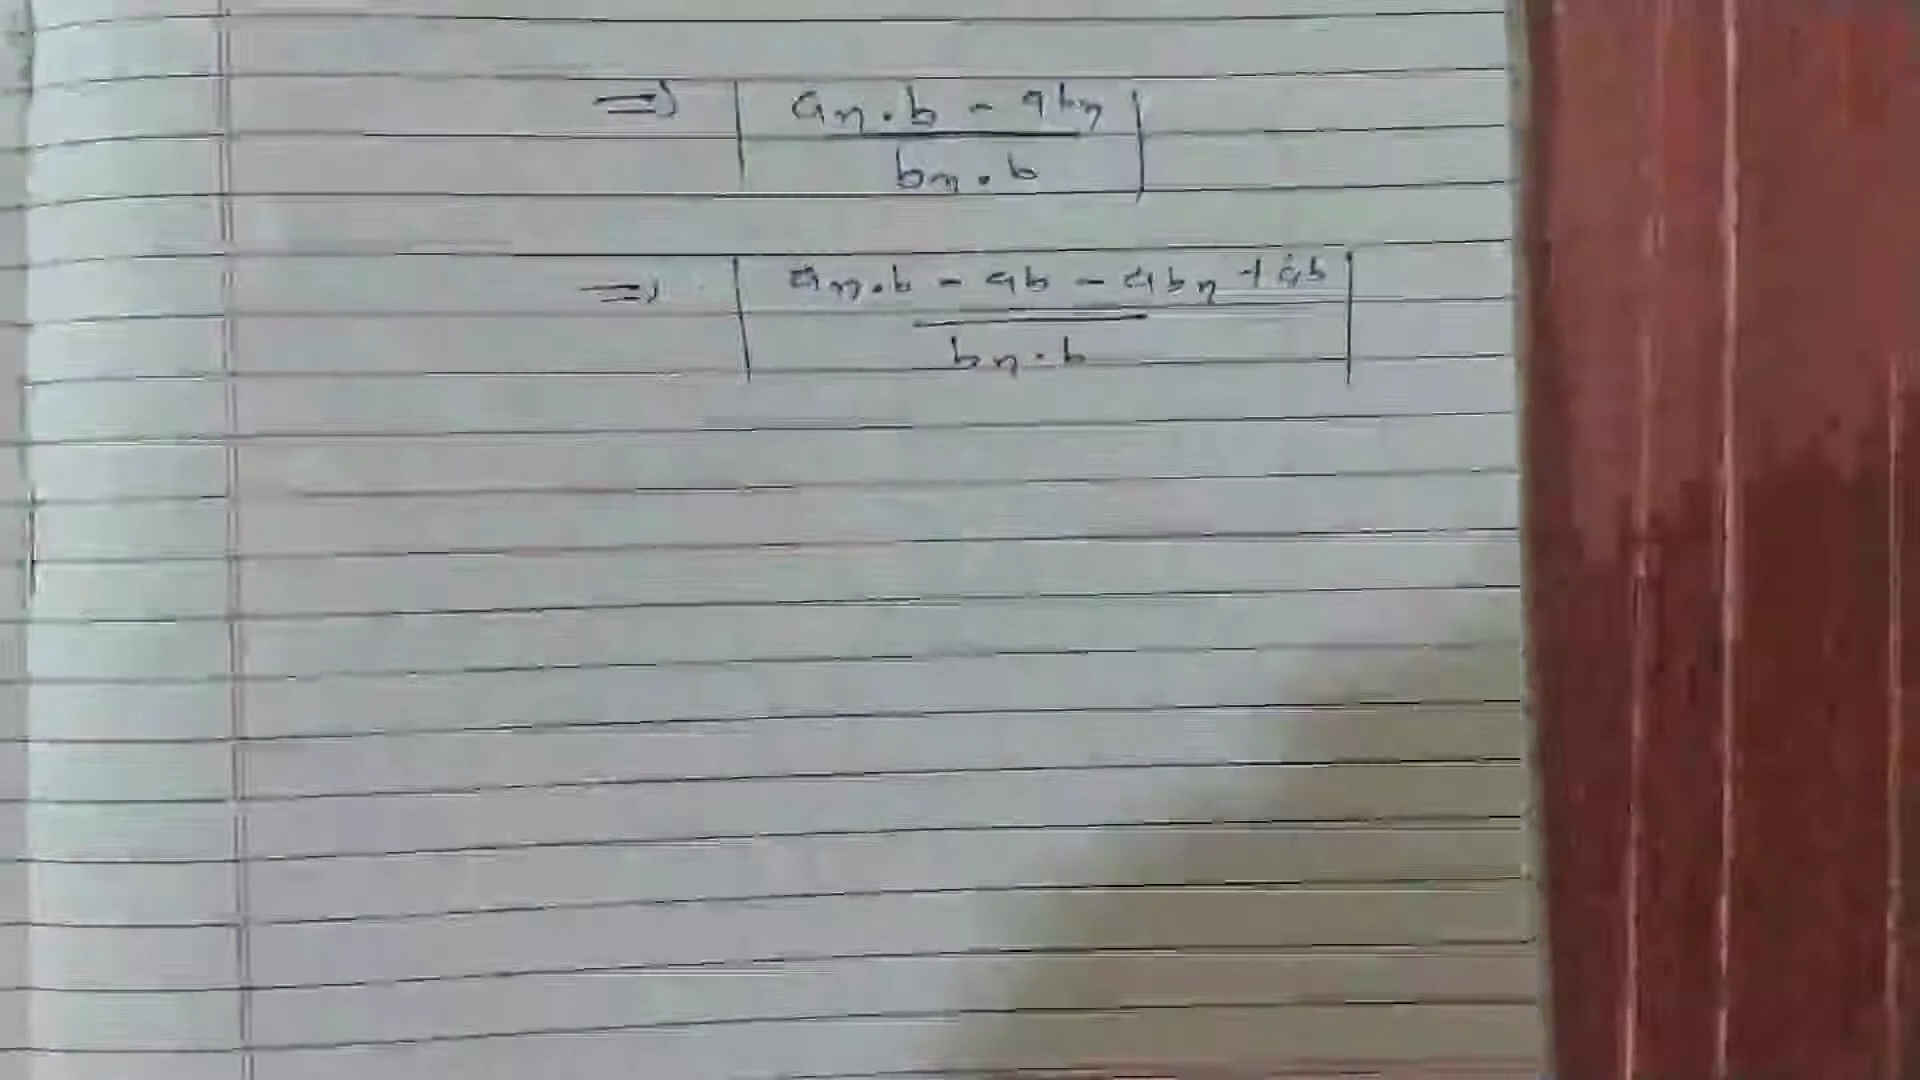 ⇒ | an.b - abn |
bn.b
⇒ | an.b - ab - abn + ab |
bn.b